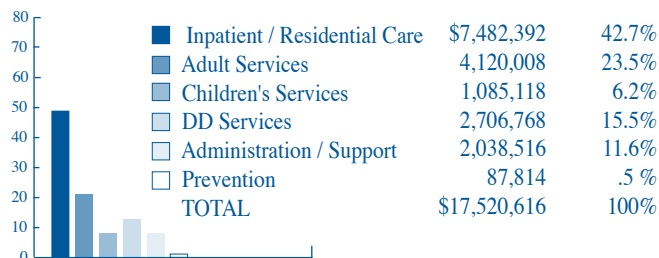 80
70
60
50
40
30
20
10
0
Inpatient / Residential Care $7,482,392 42.7%
Adult Services 4,120,008 23.5%
Children's Services 1,085,118 6.2%
DD Services 2,706,768 15.5%
Administration / Support 2,038,516 11.6%
Prevention 87,814 .5 %
TOTAL $17,520,616 100%